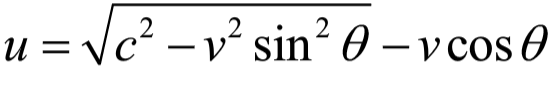 u = √(c² − v² sin² θ) − v cos θ